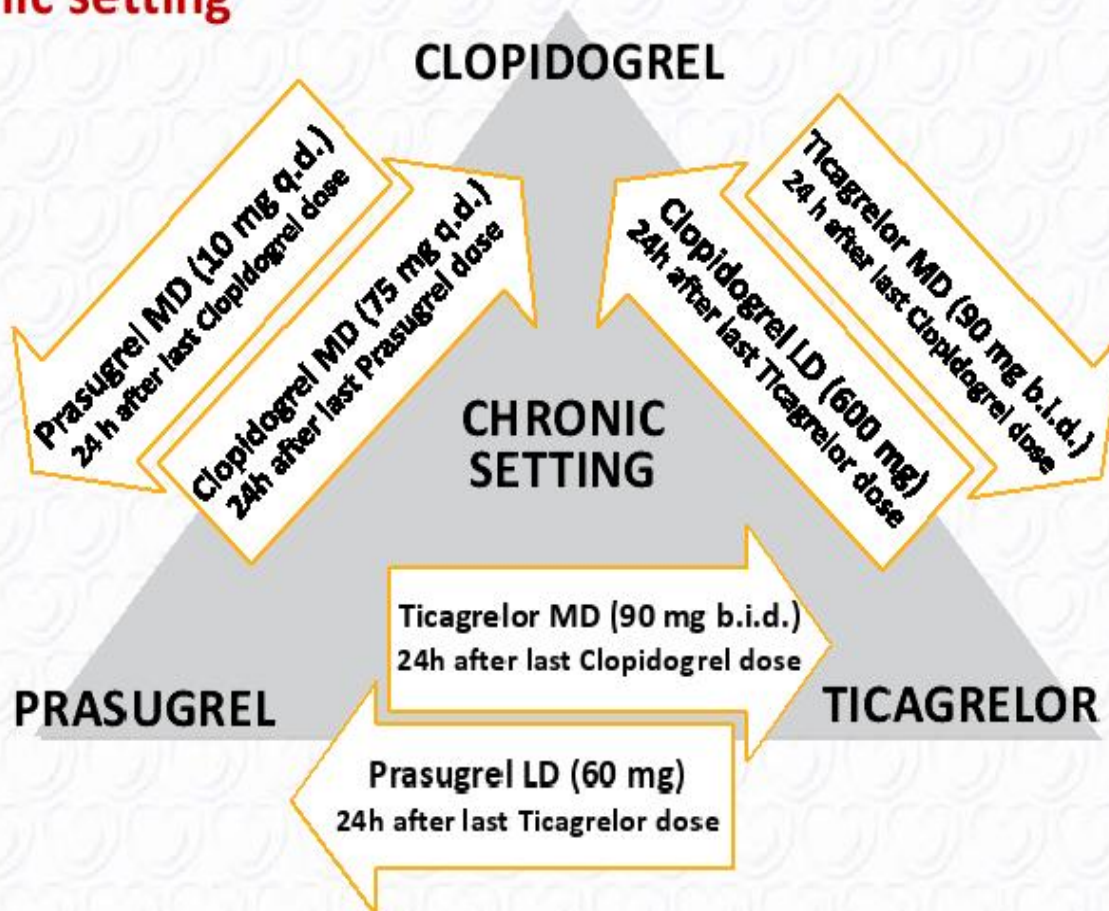 setting
CLOPIDOGREL
Prasugrel MD (10 mg q.d.)
24 h after last Clopidogrel dose
Clopidogrel MD (75 mg q.d.)
24h after last Prasugrel dose
Clopidogrel LD (600 mg)
24h after last Ticagrelor dose
Ticagrelor MD (90 mg b.i.d.)
24 h after last Clopidogrel dose
CHRONIC
SETTING
Ticagrelor MD (90 mg b.i.d.)
24h after last Clopidogrel dose
PRASUGREL
TICAGRELOR
Prasugrel LD (60 mg)
24h after last Ticagrelor dose